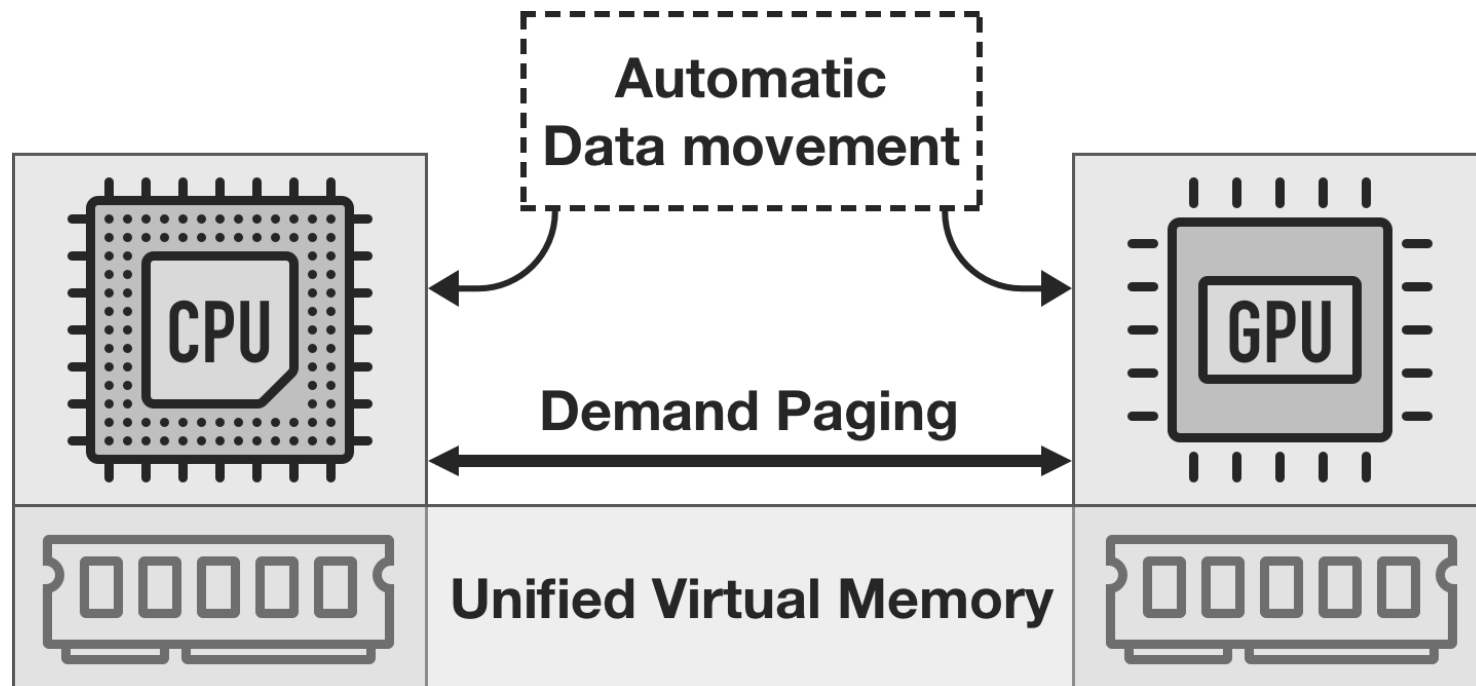 Automatic
Data movement
CPU
GPU
Demand Paging
Unified Virtual Memory